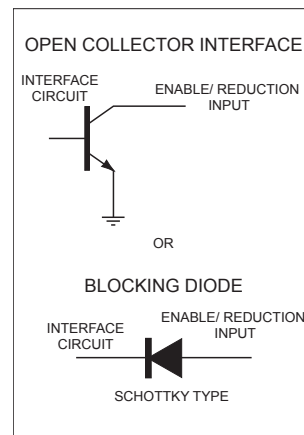 OPEN COLLECTOR INTERFACE
INTERFACE
CIRCUIT
ENABLE/ REDUCTION
INPUT
OR
BLOCKING DIODE
INTERFACE
CIRCUIT
ENABLE/ REDUCTION
INPUT
SCHOTTKY TYPE